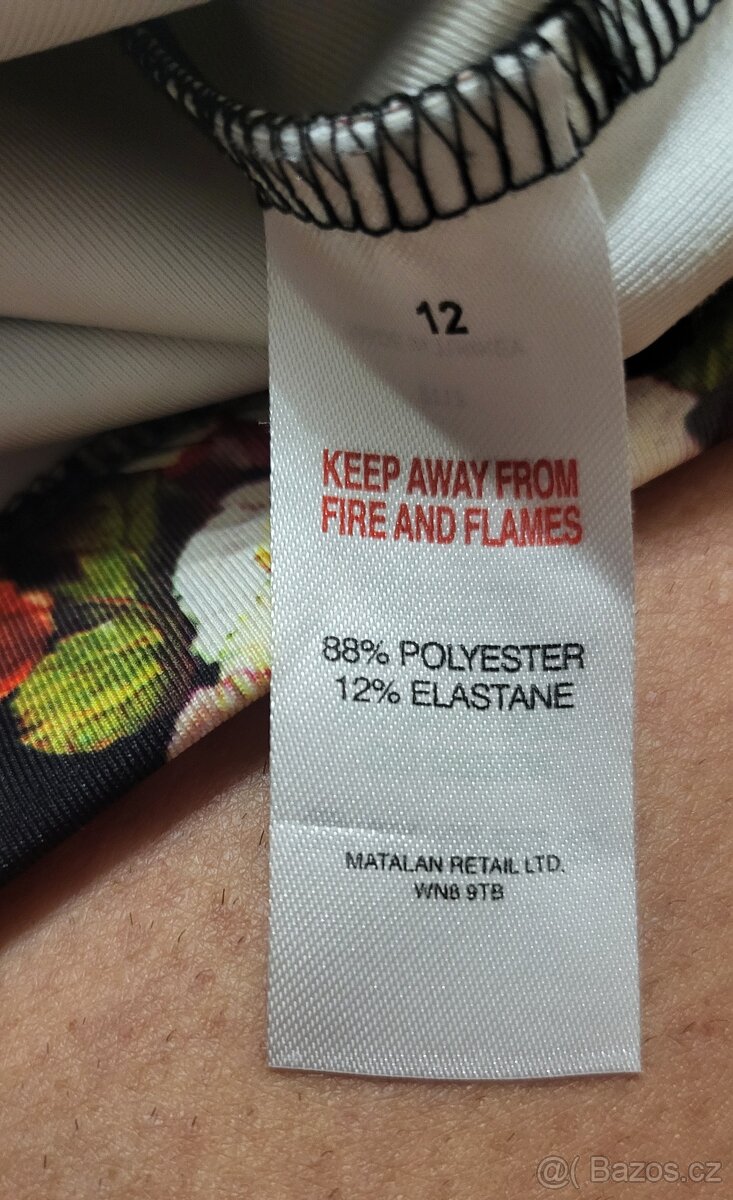 12
KEEP AWAY FROM
FIRE AND FLAMES
88% POLYESTER
12% ELASTANE
MATALAN RETAIL LTD.
WN8 9TB
@( Bazos.cz